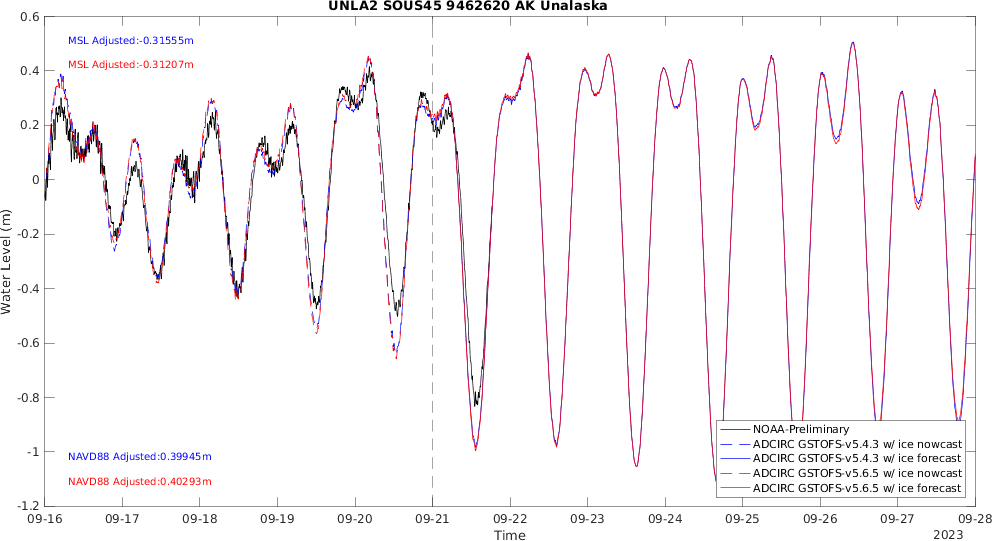 UNLA2 SOUS45 9462620 AK Unalaska
0.6
0.4
0.2
0
-0.2
-0.4
-0.6
-0.8
-1
-1.2
Water Level (m)
MSL Adjusted:-0.31555m
MSL Adjusted:-0.31207m
NAVD88 Adjusted:0.39945m
NAVD88 Adjusted:0.40293m
NOAA-Preliminary
ADCIRC GSTOFS-v5.4.3 w/ ice nowcast
ADCIRC GSTOFS-v5.4.3 w/ ice forecast
ADCIRC GSTOFS-v5.6.5 w/ ice nowcast
ADCIRC GSTOFS-v5.6.5 w/ ice forecast
09-16 09-17 09-18 09-19 09-20 09-21 09-22 09-23 09-24 09-25 09-26 09-27 09-28
Time
2023